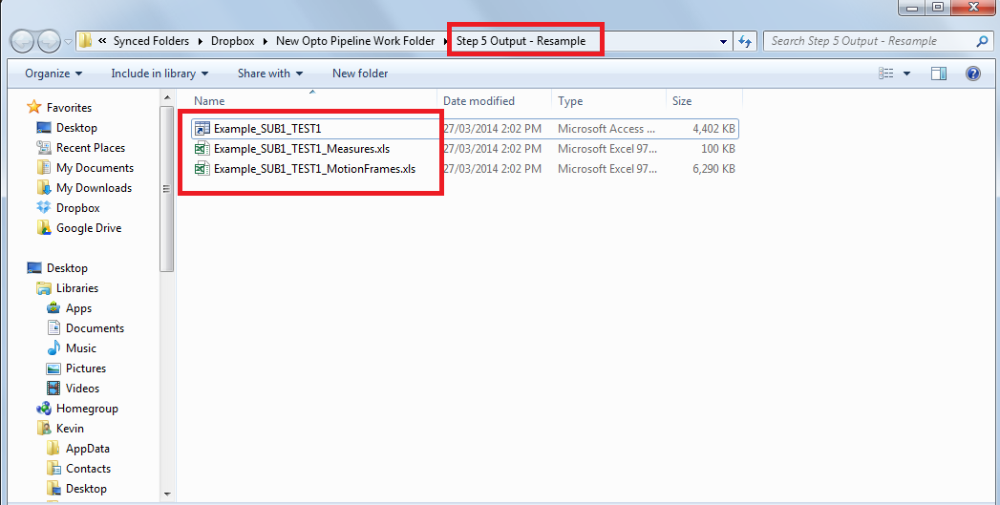 « Synced Folders ▸ Dropbox ▸ New Opto Pipeline Work Folder ▸ Step 5 Output - Resample
Search Step 5 Output - Resample
Organize Include in library Share with New folder
Favorites
Desktop
Recent Places
My Documents
My Downloads
Dropbox
Google Drive
Desktop
Libraries
Apps
Documents
Music
Pictures
Videos
Homegroup
Kevin
AppData
Contacts
Desktop
Name Date modified Type Size
Example_SUB1_TEST1 27/03/2014 2:02 PM Microsoft Access ... 4,402 KB
Example_SUB1_TEST1_Measures.xls 27/03/2014 2:02 PM Microsoft Excel 97... 100 KB
Example_SUB1_TEST1_MotionFrames.xls 27/03/2014 2:02 PM Microsoft Excel 97... 6,290 KB